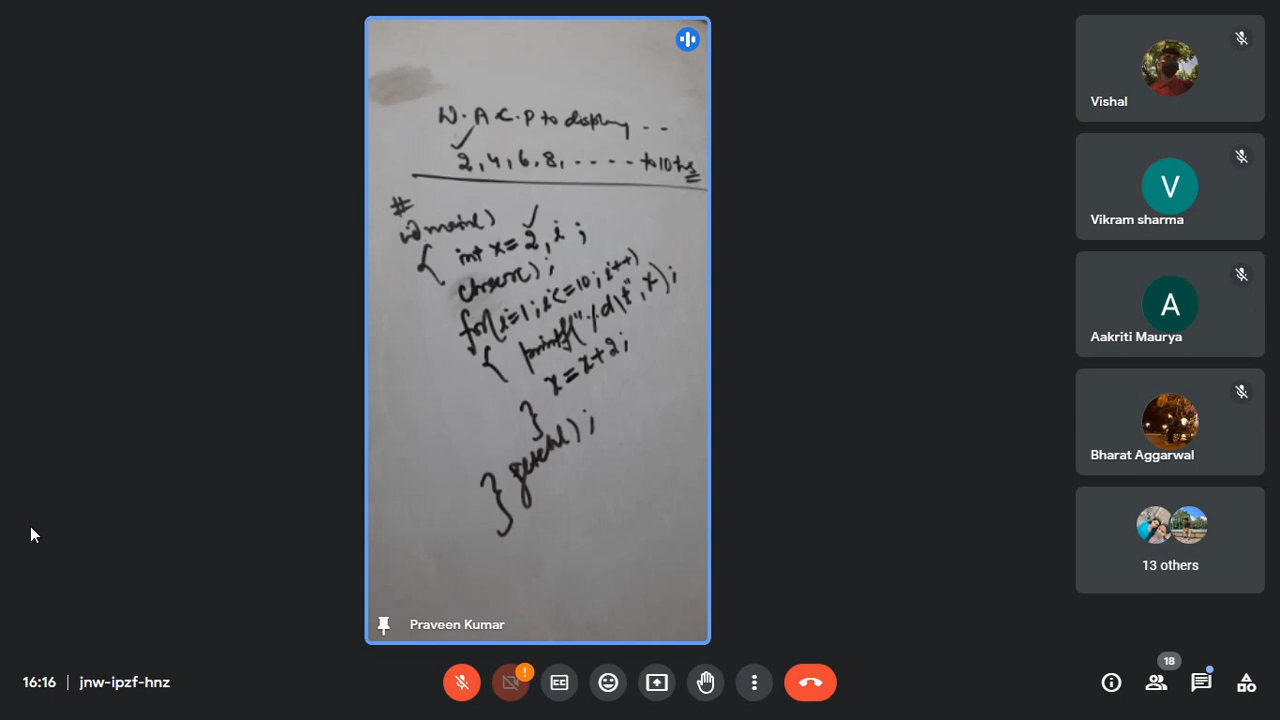 W.A.C.P to display ..
2, 4, 6, 8, ..... to 10 trs
#
void main()
{ int x=2, i ;
clrscr();
for(i=1; i<=10; i++)
{ printf("%d\t", x);
x=x+2;
}
getch();
}
Praveen Kumar
Vishal
V
Vikram sharma
A
Aakriti Maurya
Bharat Aggarwal
13 others
16:16 | jnw-ipzf-hnz
18